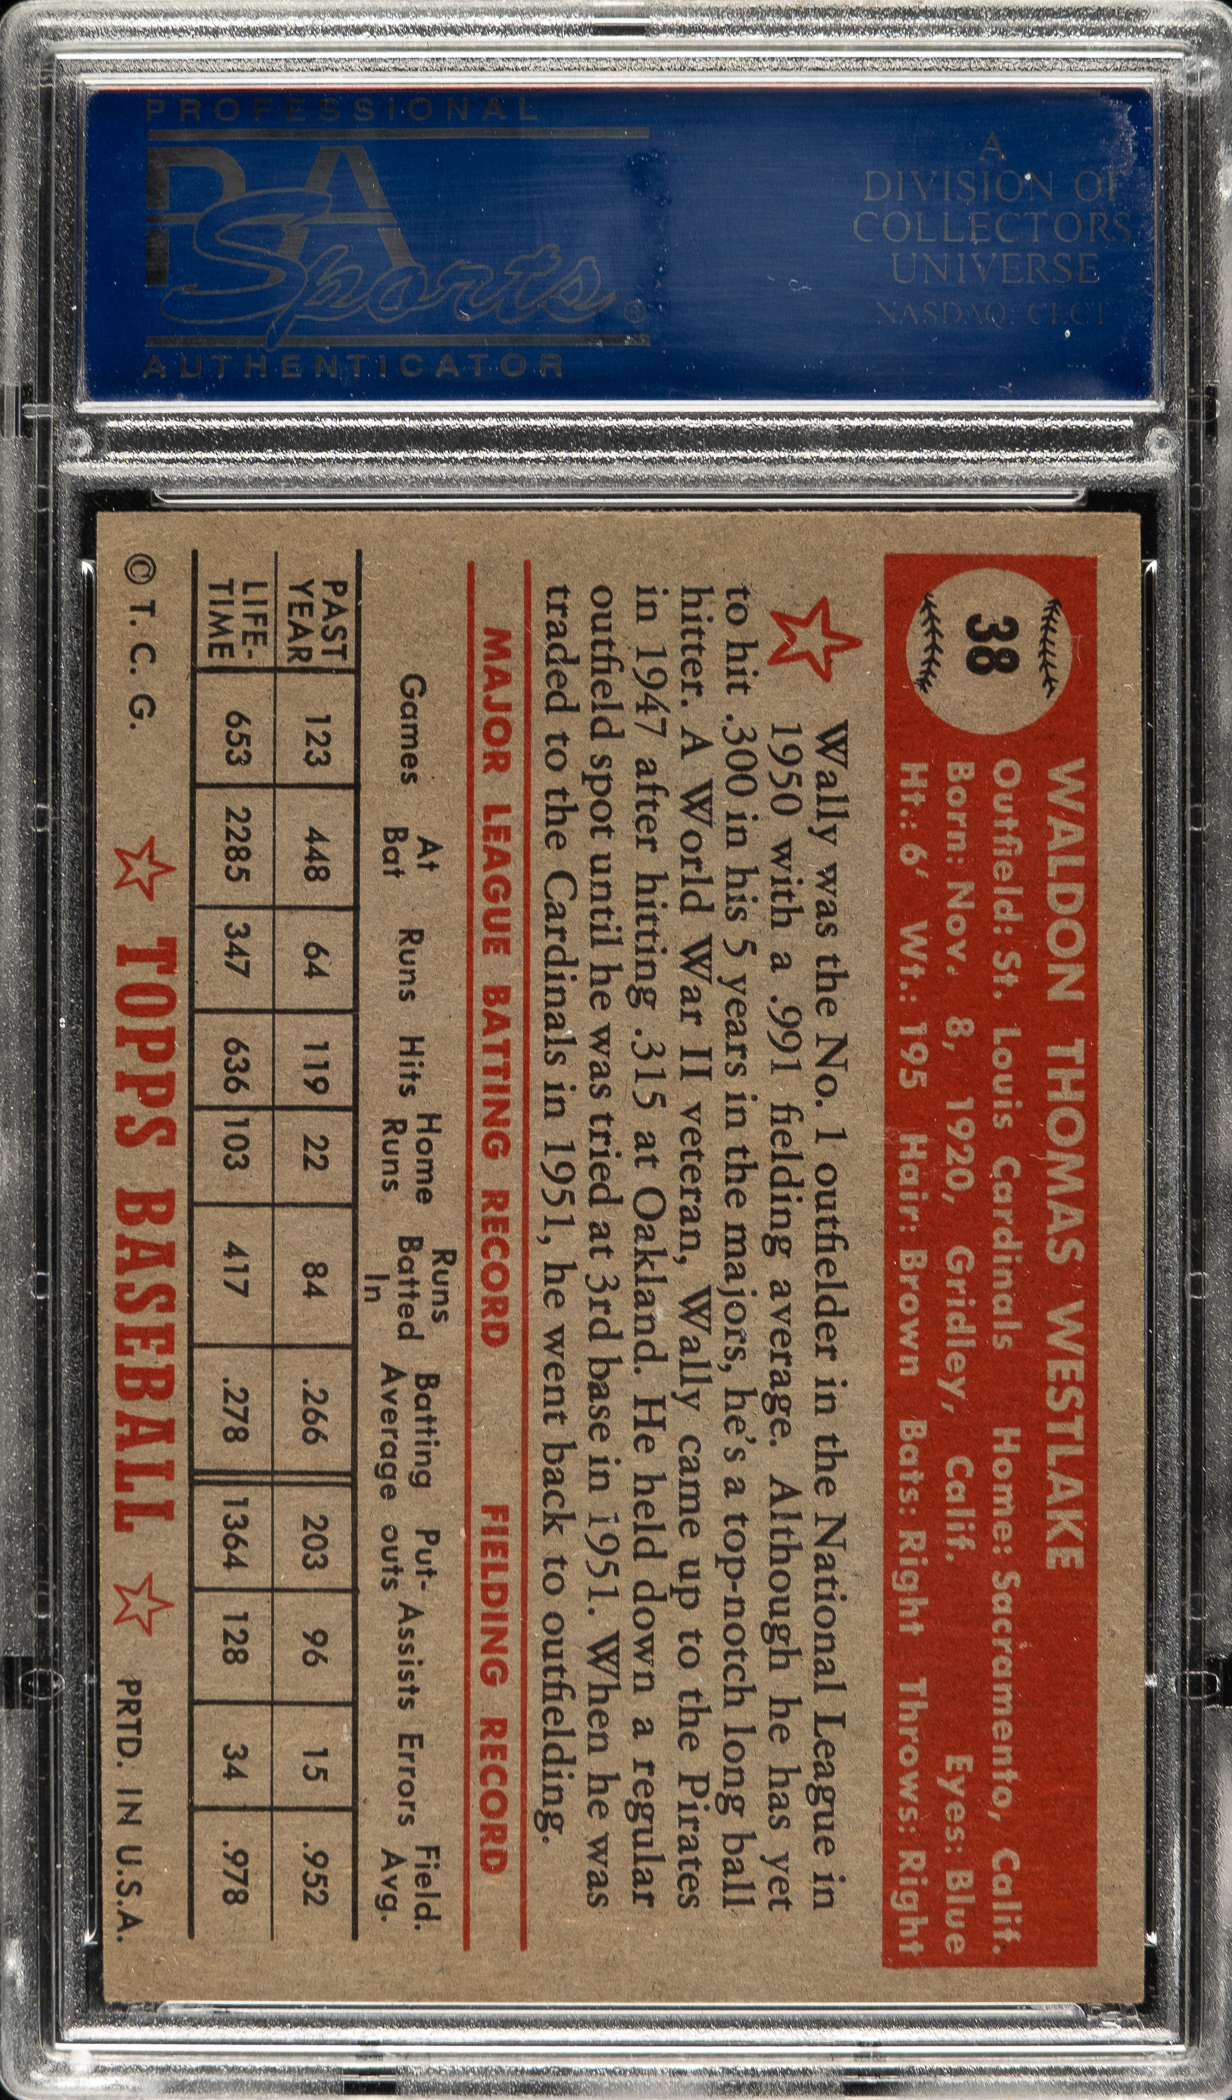 PROFESSIONAL
PSA
Sports ®
AUTHENTICATOR
A
DIVISION OF
COLLECTORS
UNIVERSE
NASDAQ: CLCT
38
WALDON THOMAS WESTLAKE
Outfield: St. Louis Cardinals Home: Sacramento, Calif.
Born: Nov. 8, 1920, Gridley, Calif. Eyes: Blue
Ht.: 6' Wt.: 195 Hair: Brown Bats: Right Throws: Right
Wally was the No. 1 outfielder in the National League in
1950 with a .991 fielding average. Although he has yet
to hit .300 in his 5 years in the majors, he's a top-notch long ball
hitter. A World War II veteran, Wally came up to the Pirates
in 1947 after hitting .315 at Oakland. He held down a regular
outfield spot until he was tried at 3rd base in 1951. When he was
traded to the Cardinals in 1951, he went back to outfielding.
MAJOR LEAGUE BATTING RECORD FIELDING RECORD
Games At Bat Runs Hits Home Runs Runs Batted In Batting Average Put-outs Assists Errors Field. Avg.
PAST YEAR 123 448 64 119 22 84 .266 203 96 15 .952
LIFE-TIME 653 2285 347 636 103 417 .278 1364 128 34 .978
© T. C. G. ☆ TOPPS BASEBALL ☆ PRTD. IN U.S.A.